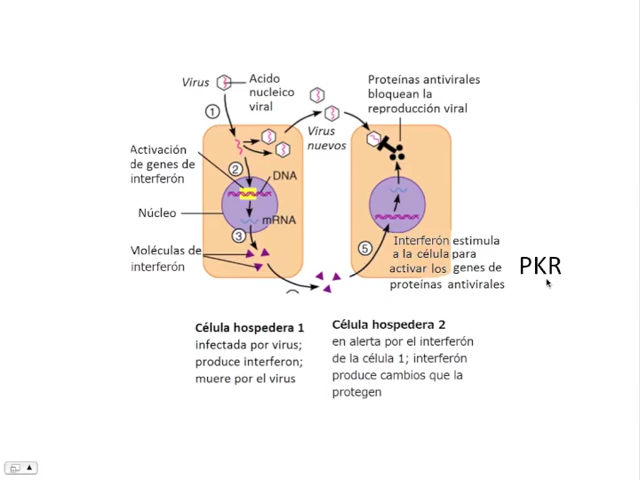 Virus
Acido
nucleico
viral
Proteínas antivirales
bloquean la
reproducción viral
1
Virus
nuevos
Activación
de genes de
interferón
2
DNA
Núcleo
mRNA
3
Moléculas de
interferón
5
Interferón estimula
a la célula para
activar los genes de
proteínas antivirales
PKR
Célula hospedera 1
infectada por virus;
produce interferon;
muere por el virus
Célula hospedera 2
en alerta por el interferón
de la célula 1; interferón
produce cambios que la
protegen